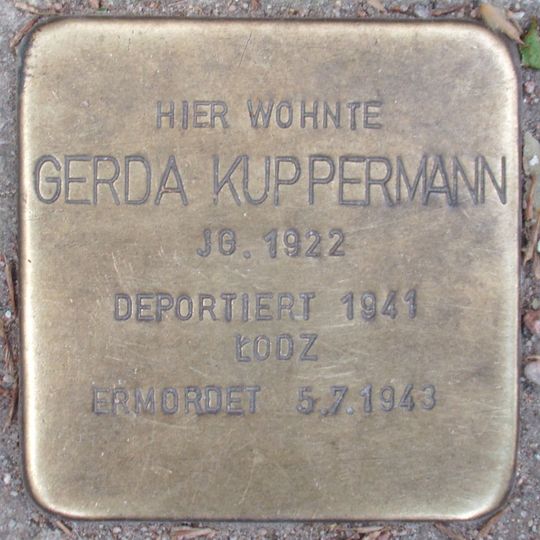 HIER WOHNTE
GERDA KUPPERMANN
JG. 1922
DEPORTIERT 1941
ŁODZ
ERMORDET 5.7.1943